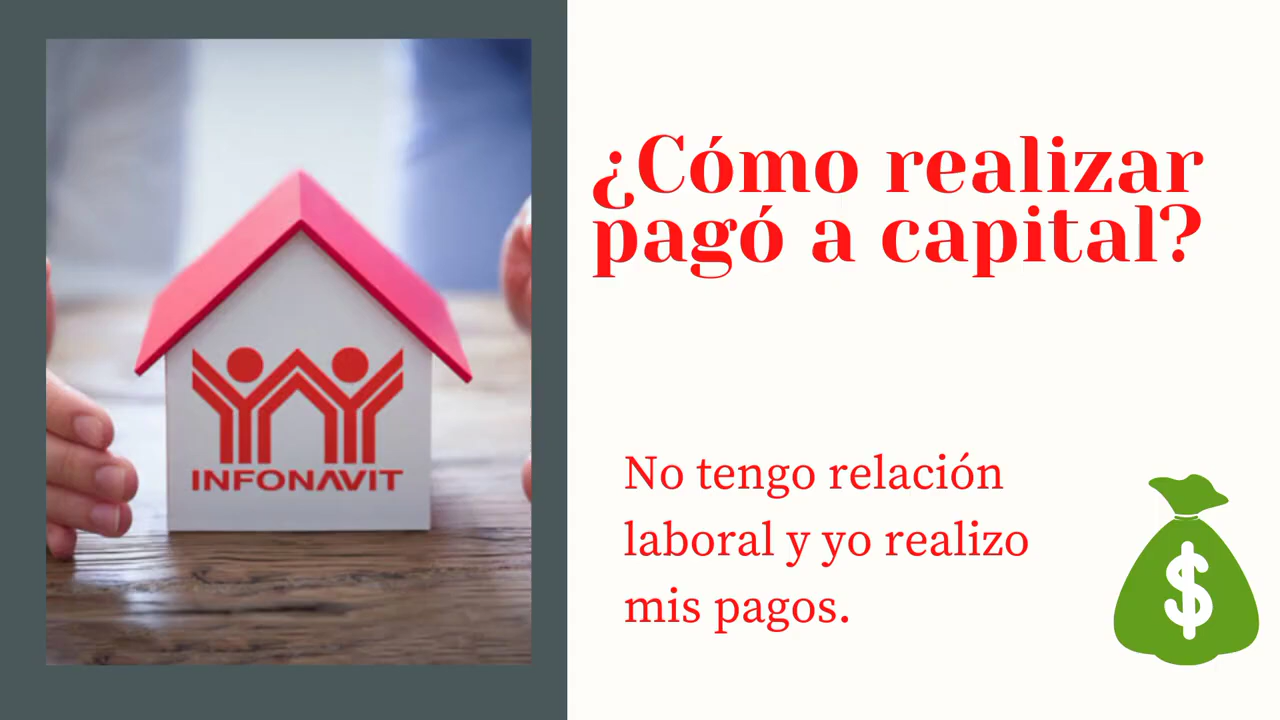 INFONAVIT
¿Cómo realizar
pagó a capital?
No tengo relación
laboral y yo realizo
mis pagos.
$